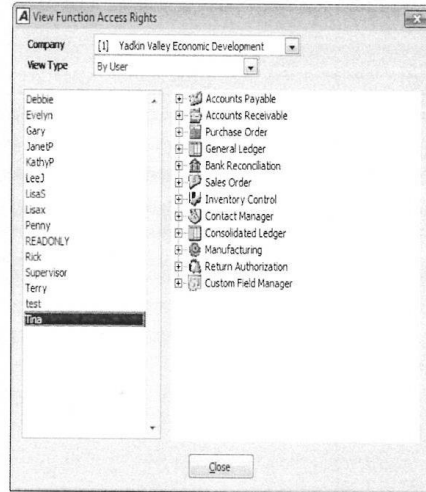 A View Function Access Rights
Company [1] Yadkin Valley Economic Development
View Type By User
Debbie
Evelyn
Gary
JanetP
KathyP
LeeJ
LisaS
Lisax
Penny
READONLY
Rick
Supervisor
Terry
test
Tina
Accounts Payable
Accounts Receivable
Purchase Order
General Ledger
Bank Reconciliation
Sales Order
Inventory Control
Contact Manager
Consolidated Ledger
Manufacturing
Return Authorization
Custom Field Manager
Close